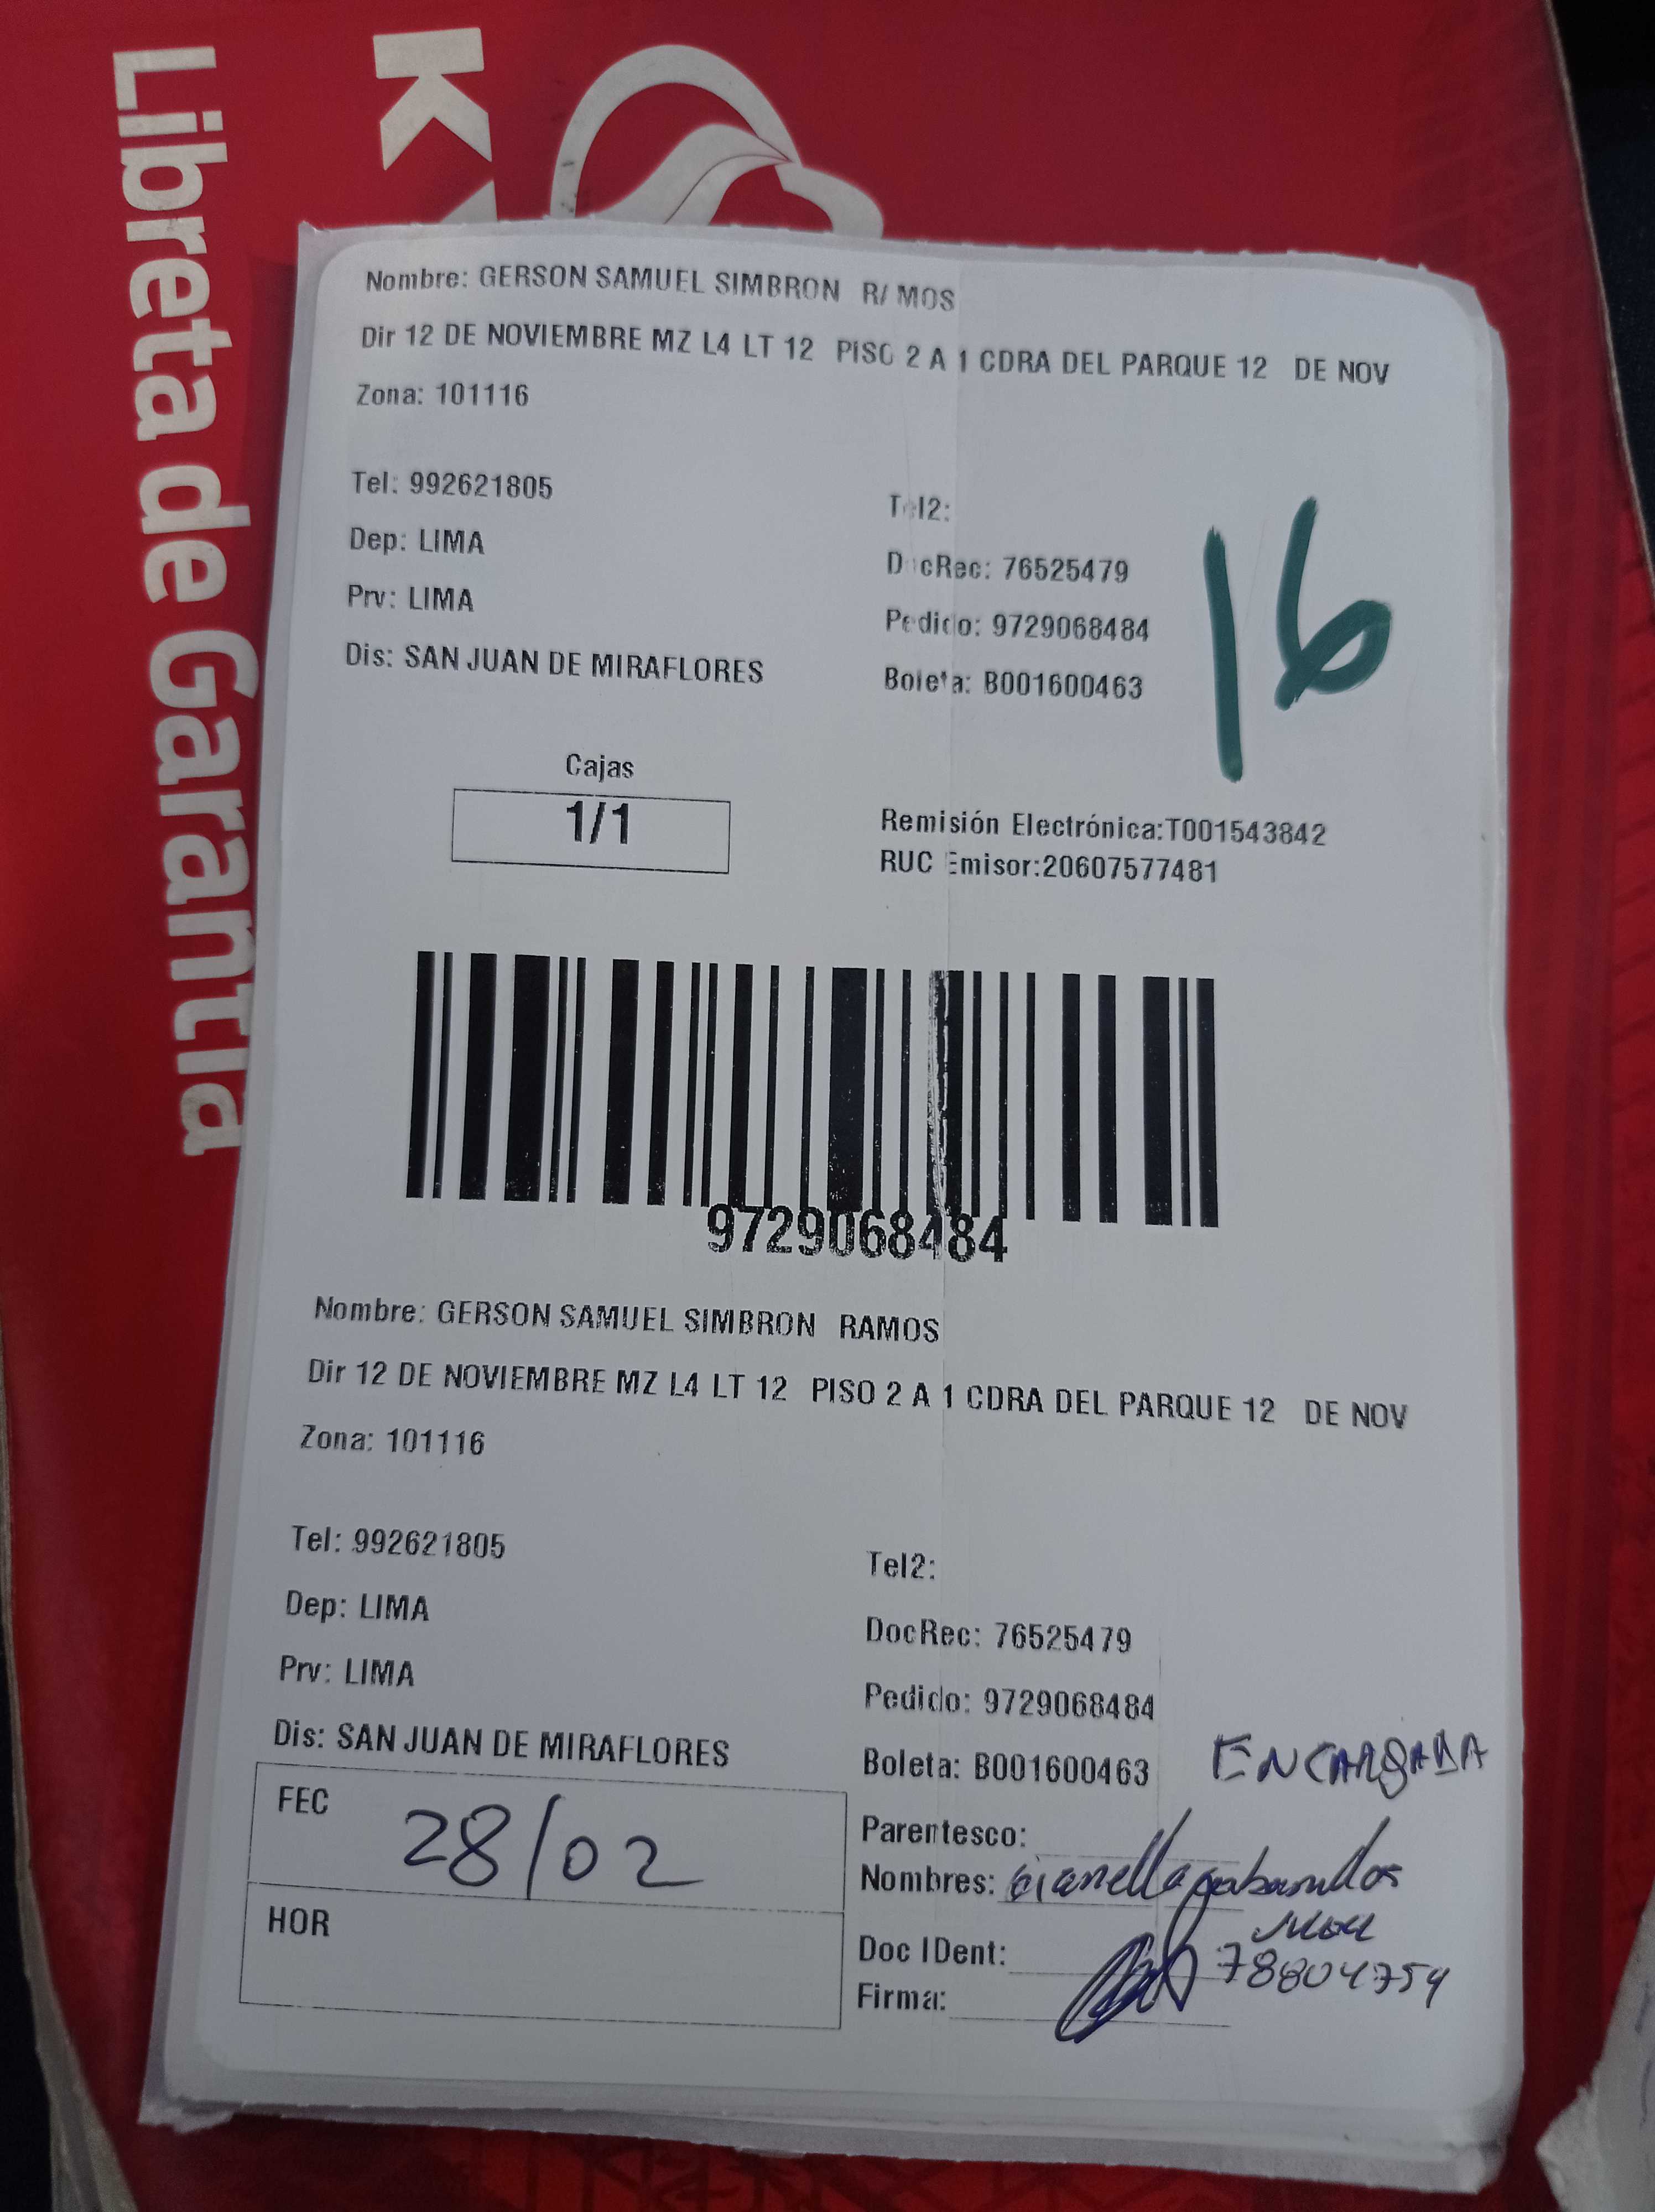 K
Libreta de Garantía
Nombre: GERSON SAMUEL SIMBRON R/ MOS
Dir 12 DE NOVIEMBRE MZ L4 LT 12 PISO 2 A 1 CDRA DEL PARQUE 12 DE NOV
Zona: 101116
Tel: 992621805
Tel2:
Dep: LIMA
DocRec: 76525479
Prv: LIMA
Pedido: 9729068484
Dis: SAN JUAN DE MIRAFLORES
Boleta: B001600463
16
Cajas
1/1
Remisión Electrónica:T001543842
RUC Emisor:20607577481
9729068484
Nombre: GERSON SAMUEL SIMBRON RAMOS
Dir 12 DE NOVIEMBRE MZ L4 LT 12 PISO 2 A 1 CDRA DEL PARQUE 12 DE NOV
Zona: 101116
Tel: 992621805
Tel2:
Dep: LIMA
DocRec: 76525479
Prv: LIMA
Pedido: 9729068484
Dis: SAN JUAN DE MIRAFLORES
Boleta: B001600463
ENCARGADA
FEC 28/02
Parentesco:
Nombres:
HOR
Doc IDent: 78804754
Firma: